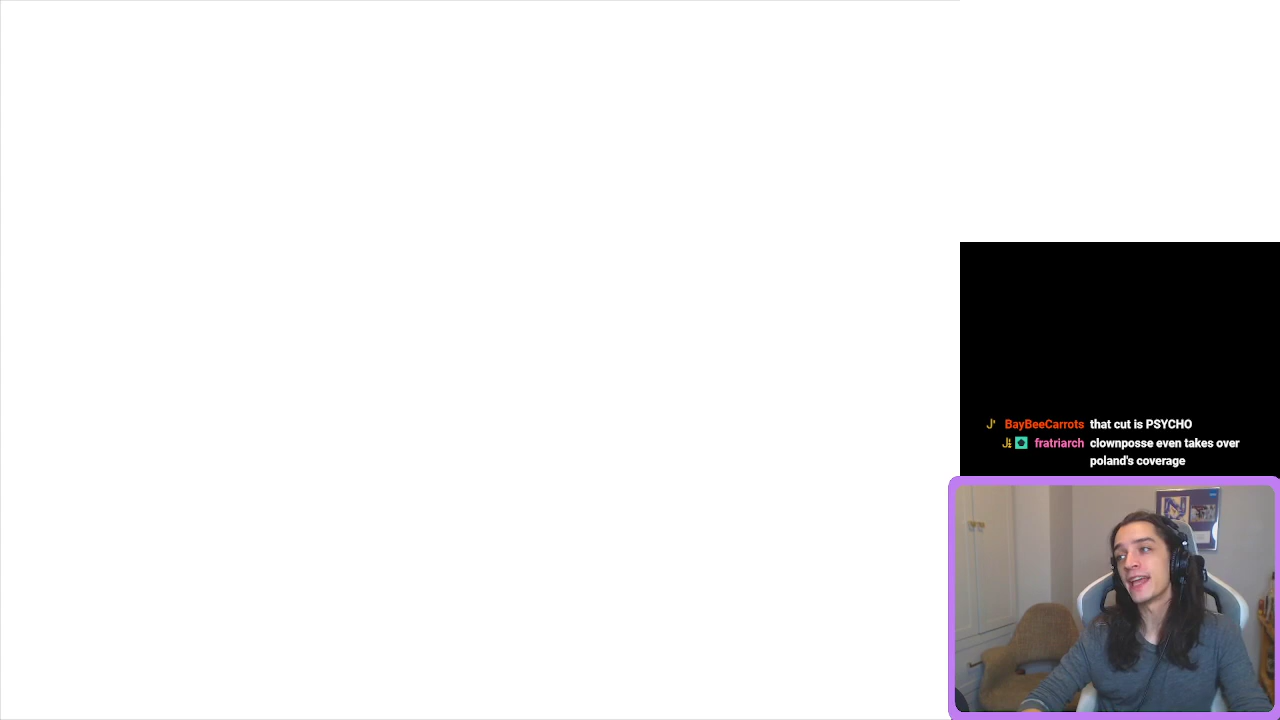 BayBeeCarrots that cut is PSYCHO
fratriarch clownposse even takes over
poland's coverage